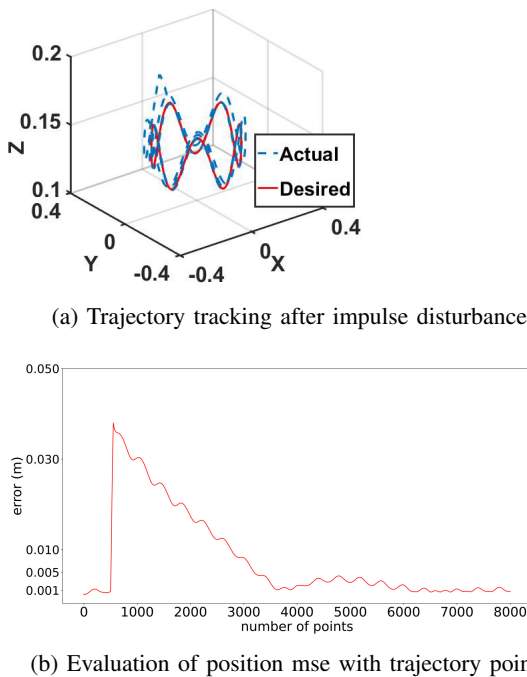 0.2
0.15
Z
0.1
0.4
0
Y
-0.4
-0.4
0
X
0.4
Actual
Desired
(a) Trajectory tracking after impulse disturbance
0.050
0.030
0.010
0.005
0.001
error (m)
0 1000 2000 3000 4000 5000 6000 7000 8000
number of points
(b) Evaluation of position mse with trajectory poin